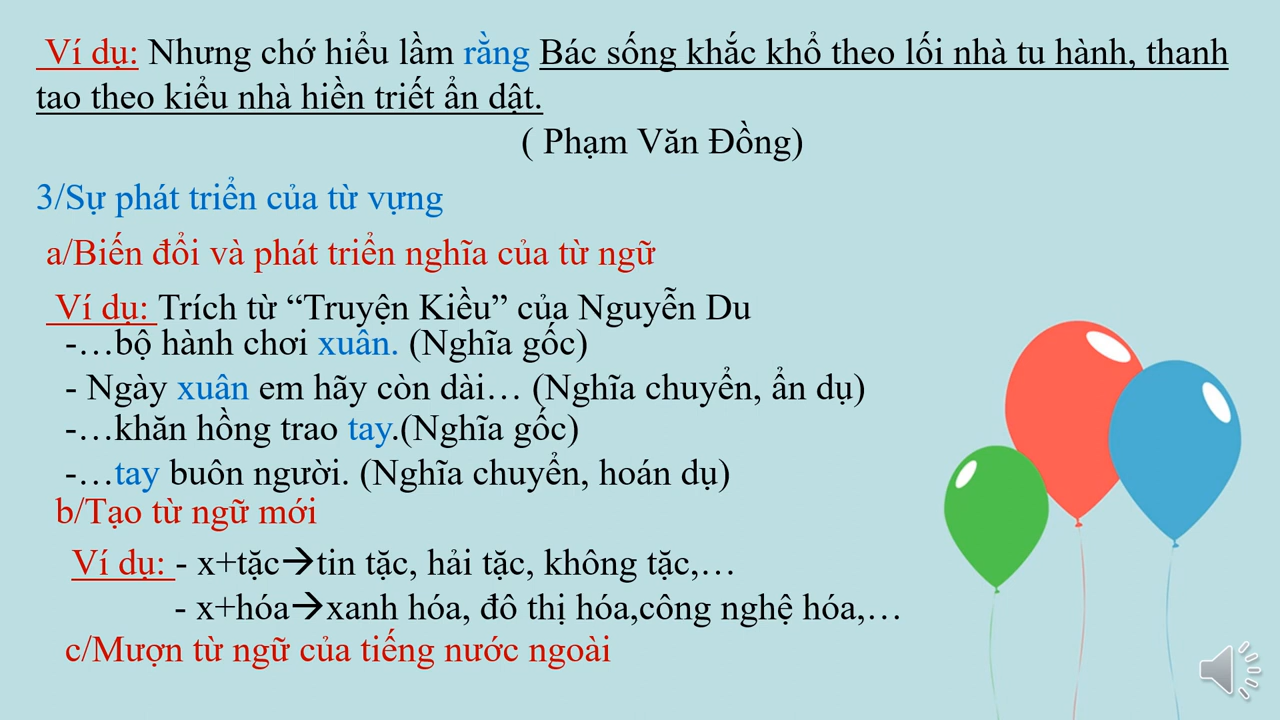 Ví dụ: Nhưng chớ hiểu lầm rằng Bác sống khắc khổ theo lối nhà tu hành, thanh
tao theo kiểu nhà hiền triết ẩn dật.
( Phạm Văn Đồng)
3/Sự phát triển của từ vựng
a/Biến đổi và phát triển nghĩa của từ ngữ
Ví dụ: Trích từ “Truyện Kiều” của Nguyễn Du
-…bộ hành chơi xuân. (Nghĩa gốc)
- Ngày xuân em hãy còn dài… (Nghĩa chuyển, ẩn dụ)
-…khăn hồng trao tay.(Nghĩa gốc)
-…tay buôn người. (Nghĩa chuyển, hoán dụ)
b/Tạo từ ngữ mới
Ví dụ: - x+tặc→tin tặc, hải tặc, không tặc,…
- x+hóa→xanh hóa, đô thị hóa,công nghệ hóa,…
c/Mượn từ ngữ của tiếng nước ngoài